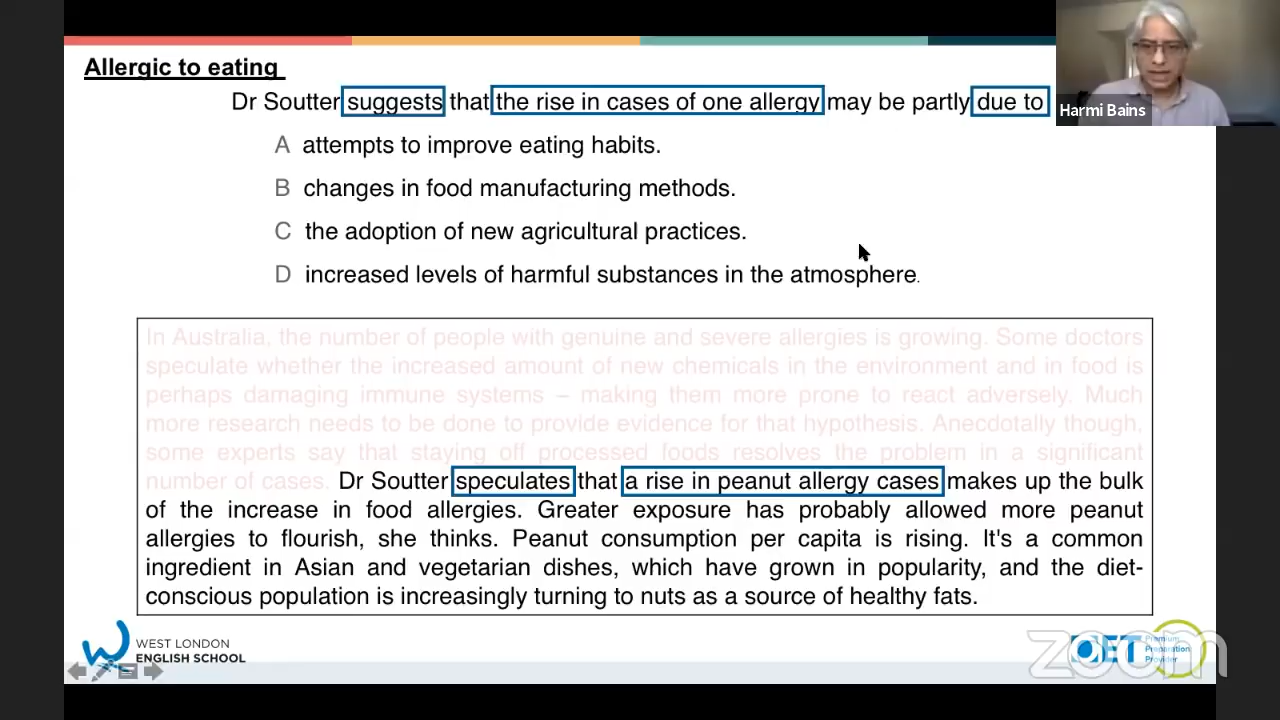 Allergic to eating
Harmi Bains
Dr Soutter suggests that the rise in cases of one allergy may be partly due to
A attempts to improve eating habits.
B changes in food manufacturing methods.
C the adoption of new agricultural practices.
D increased levels of harmful substances in the atmosphere.
In Australia, the number of people with genuine and severe allergies is growing. Some doctors
speculate whether the increased amount of new chemicals in the environment and in food is
perhaps damaging immune systems – making them more prone to react adversely. Much
more research needs to be done to provide evidence for that hypothesis. Anecdotally though,
some experts say that staying off processed foods resolves the problem in a significant
number of cases. Dr Soutter speculates that a rise in peanut allergy cases makes up the bulk
of the increase in food allergies. Greater exposure has probably allowed more peanut
allergies to flourish, she thinks. Peanut consumption per capita is rising. It's a common
ingredient in Asian and vegetarian dishes, which have grown in popularity, and the diet-
conscious population is increasingly turning to nuts as a source of healthy fats.
WEST LONDON
ENGLISH SCHOOL
zoom
OET
Premium
Preparation
Provider